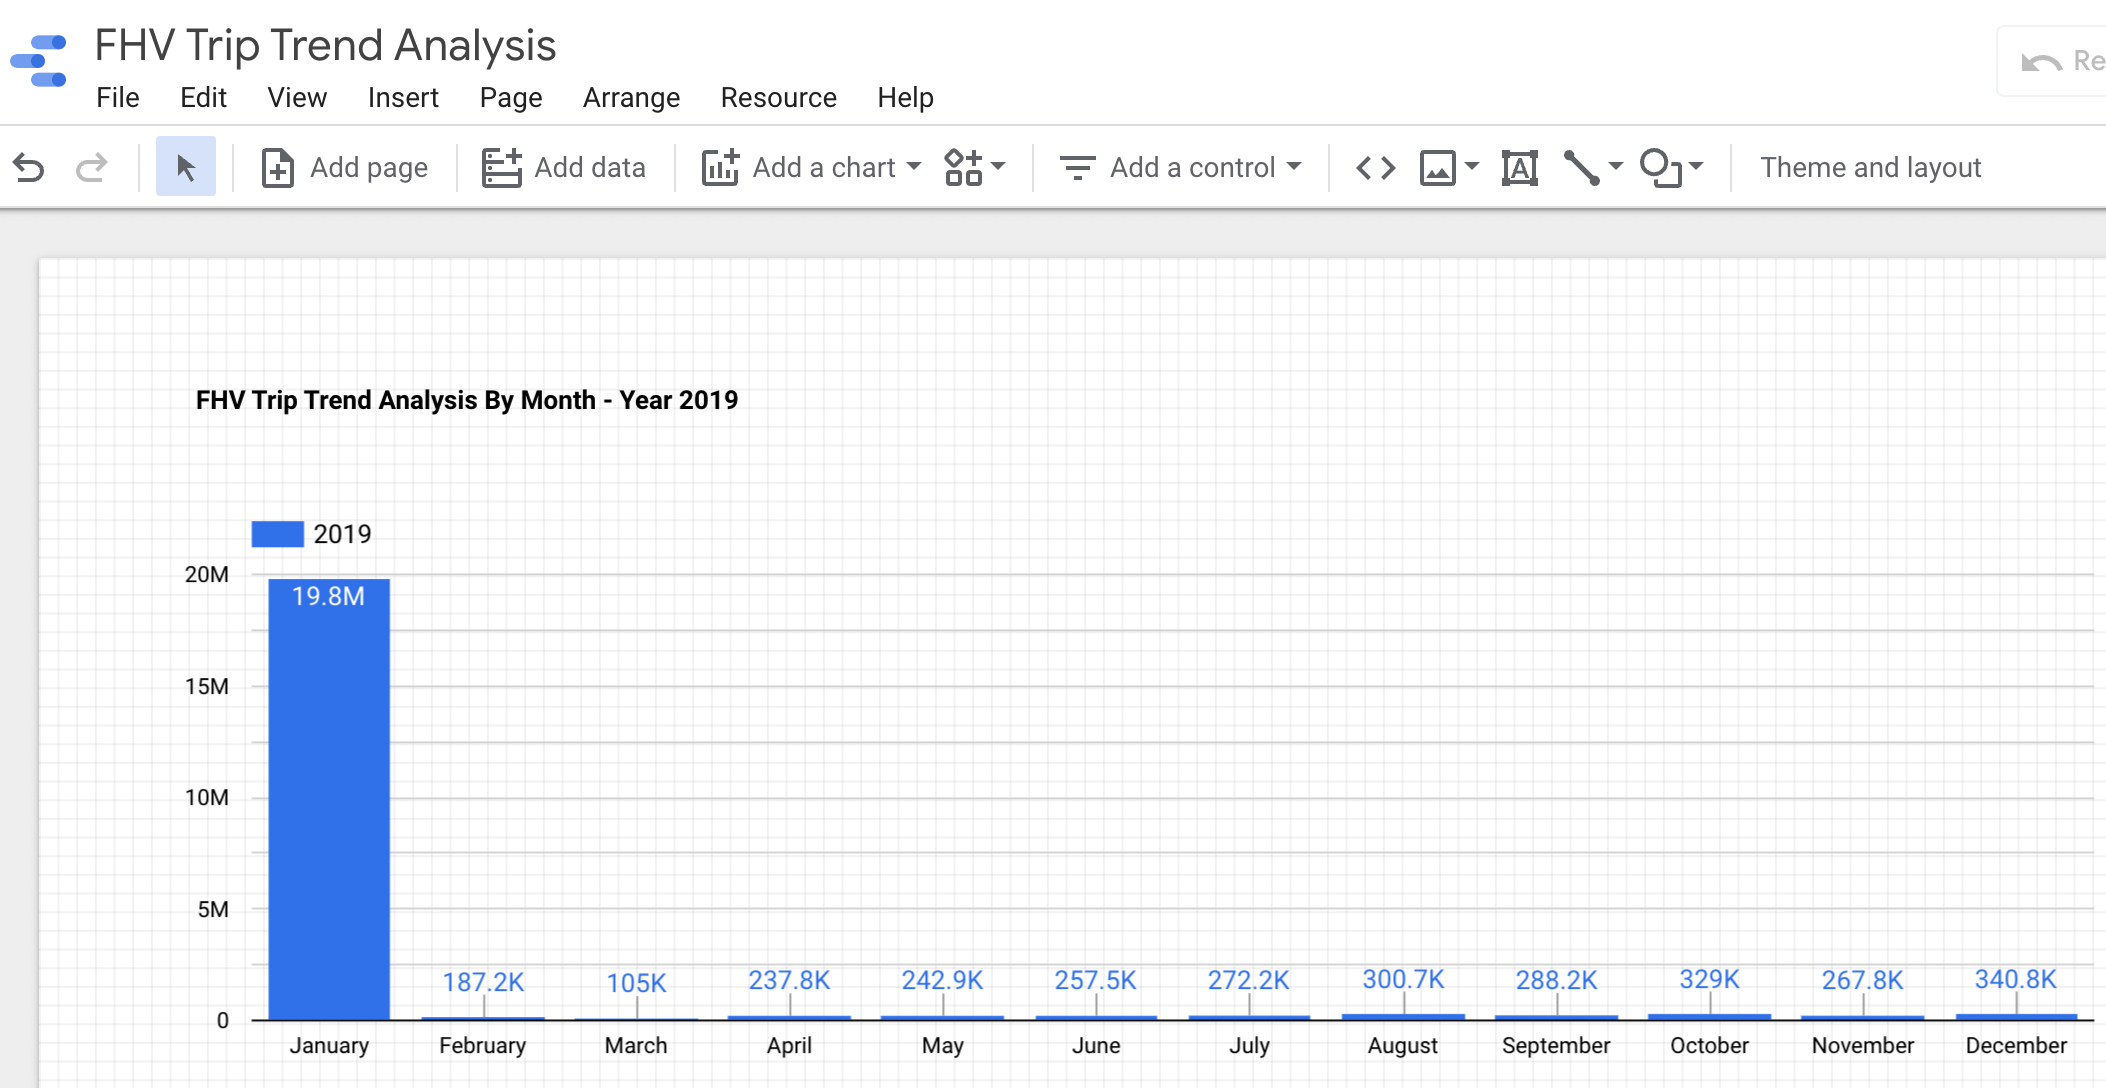 FHV Trip Trend Analysis
File Edit View Insert Page Arrange Resource Help
Re
Add page Add data Add a chart Add a control Theme and layout
FHV Trip Trend Analysis By Month - Year 2019
2019
20M
19.8M
15M
10M
5M
187.2K 105K 237.8K 242.9K 257.5K 272.2K 300.7K 288.2K 329K 267.8K 340.8K
0
January February March April May June July August September October November December